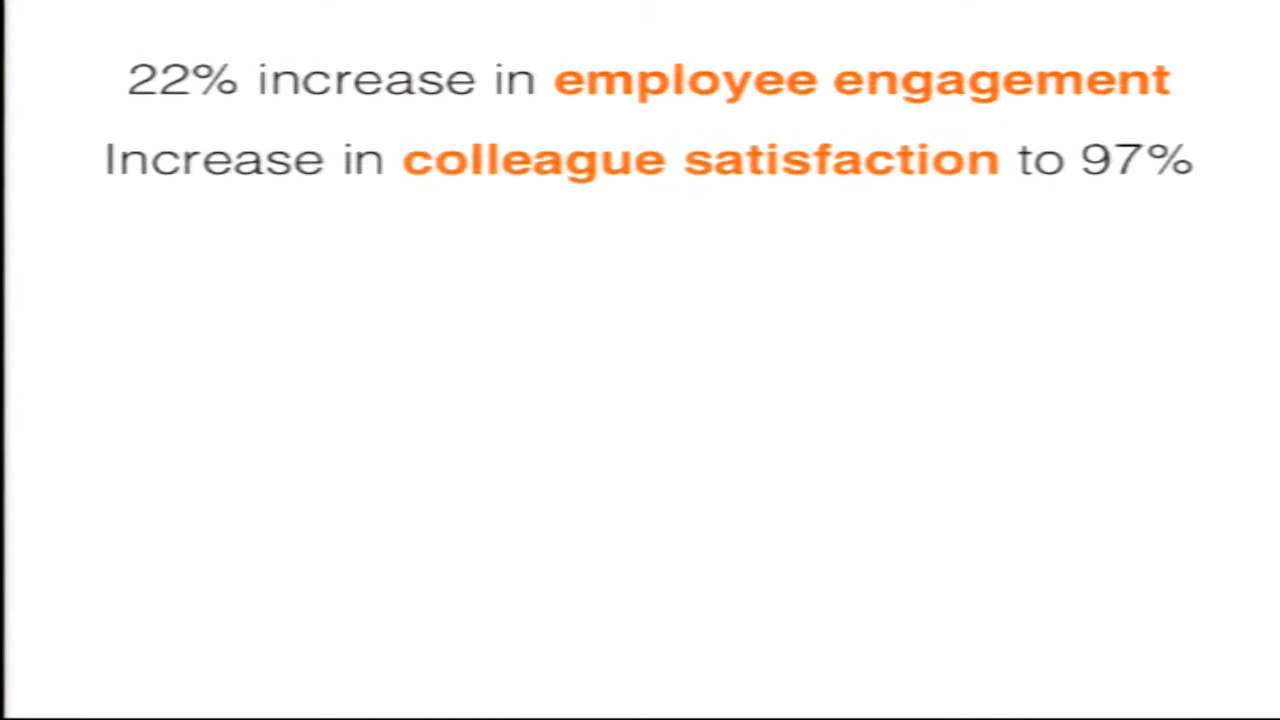 22% increase in employee engagement
Increase in colleague satisfaction to 97%